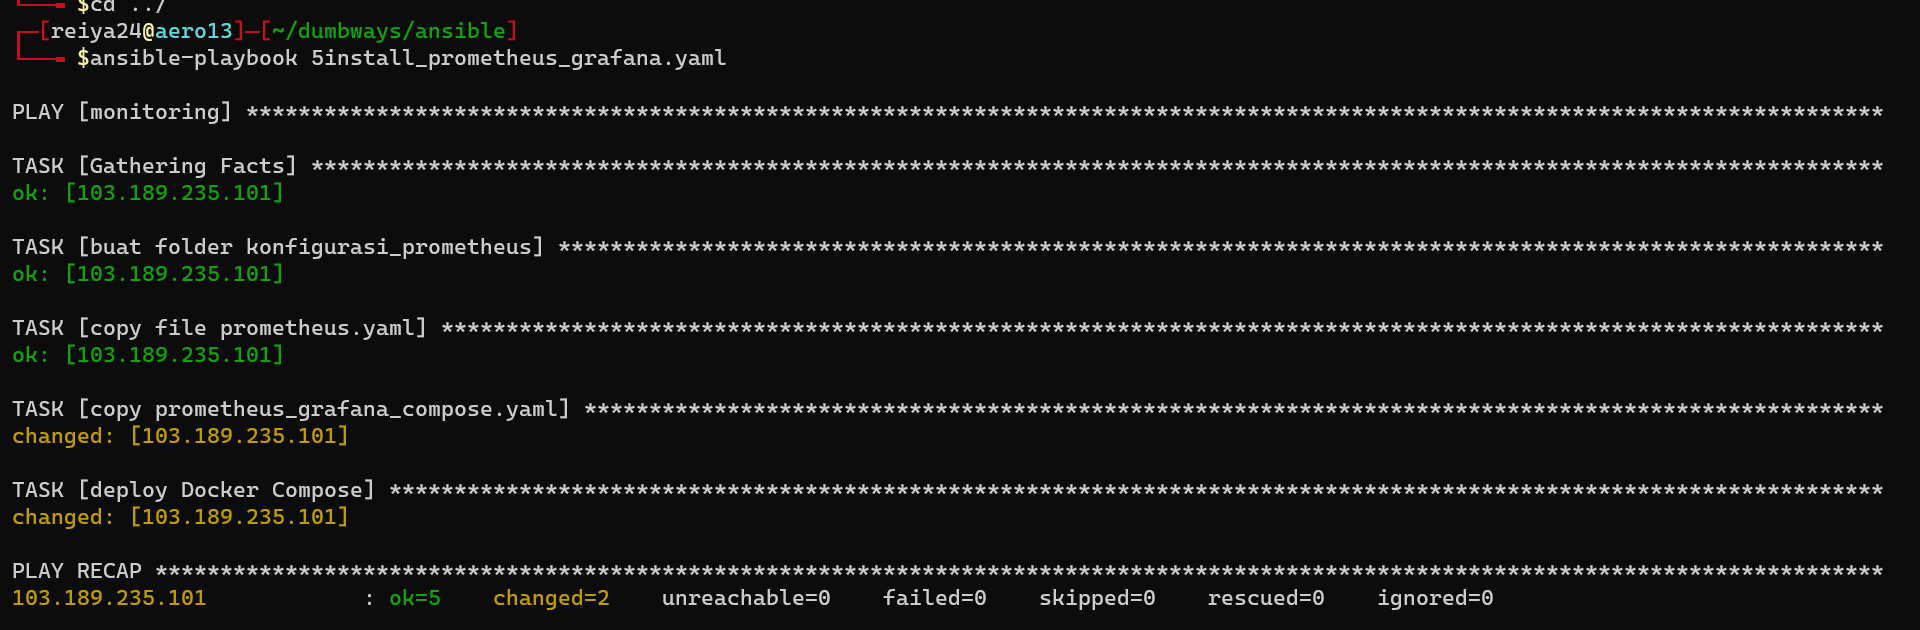 $cd ../
[reiya24@aero13]─[~/dumbways/ansible]
$ansible-playbook 5install_prometheus_grafana.yaml
PLAY [monitoring] ******************************************************************************************************************************
TASK [Gathering Facts] *************************************************************************************************************************
ok: [103.189.235.101]
TASK [buat folder konfigurasi_prometheus] ******************************************************************************************************
ok: [103.189.235.101]
TASK [copy file prometheus.yaml] ***************************************************************************************************************
ok: [103.189.235.101]
TASK [copy prometheus_grafana_compose.yaml] ****************************************************************************************************
changed: [103.189.235.101]
TASK [deploy Docker Compose] *******************************************************************************************************************
changed: [103.189.235.101]
PLAY RECAP *************************************************************************************************************************************
103.189.235.101 : ok=5 changed=2 unreachable=0 failed=0 skipped=0 rescued=0 ignored=0